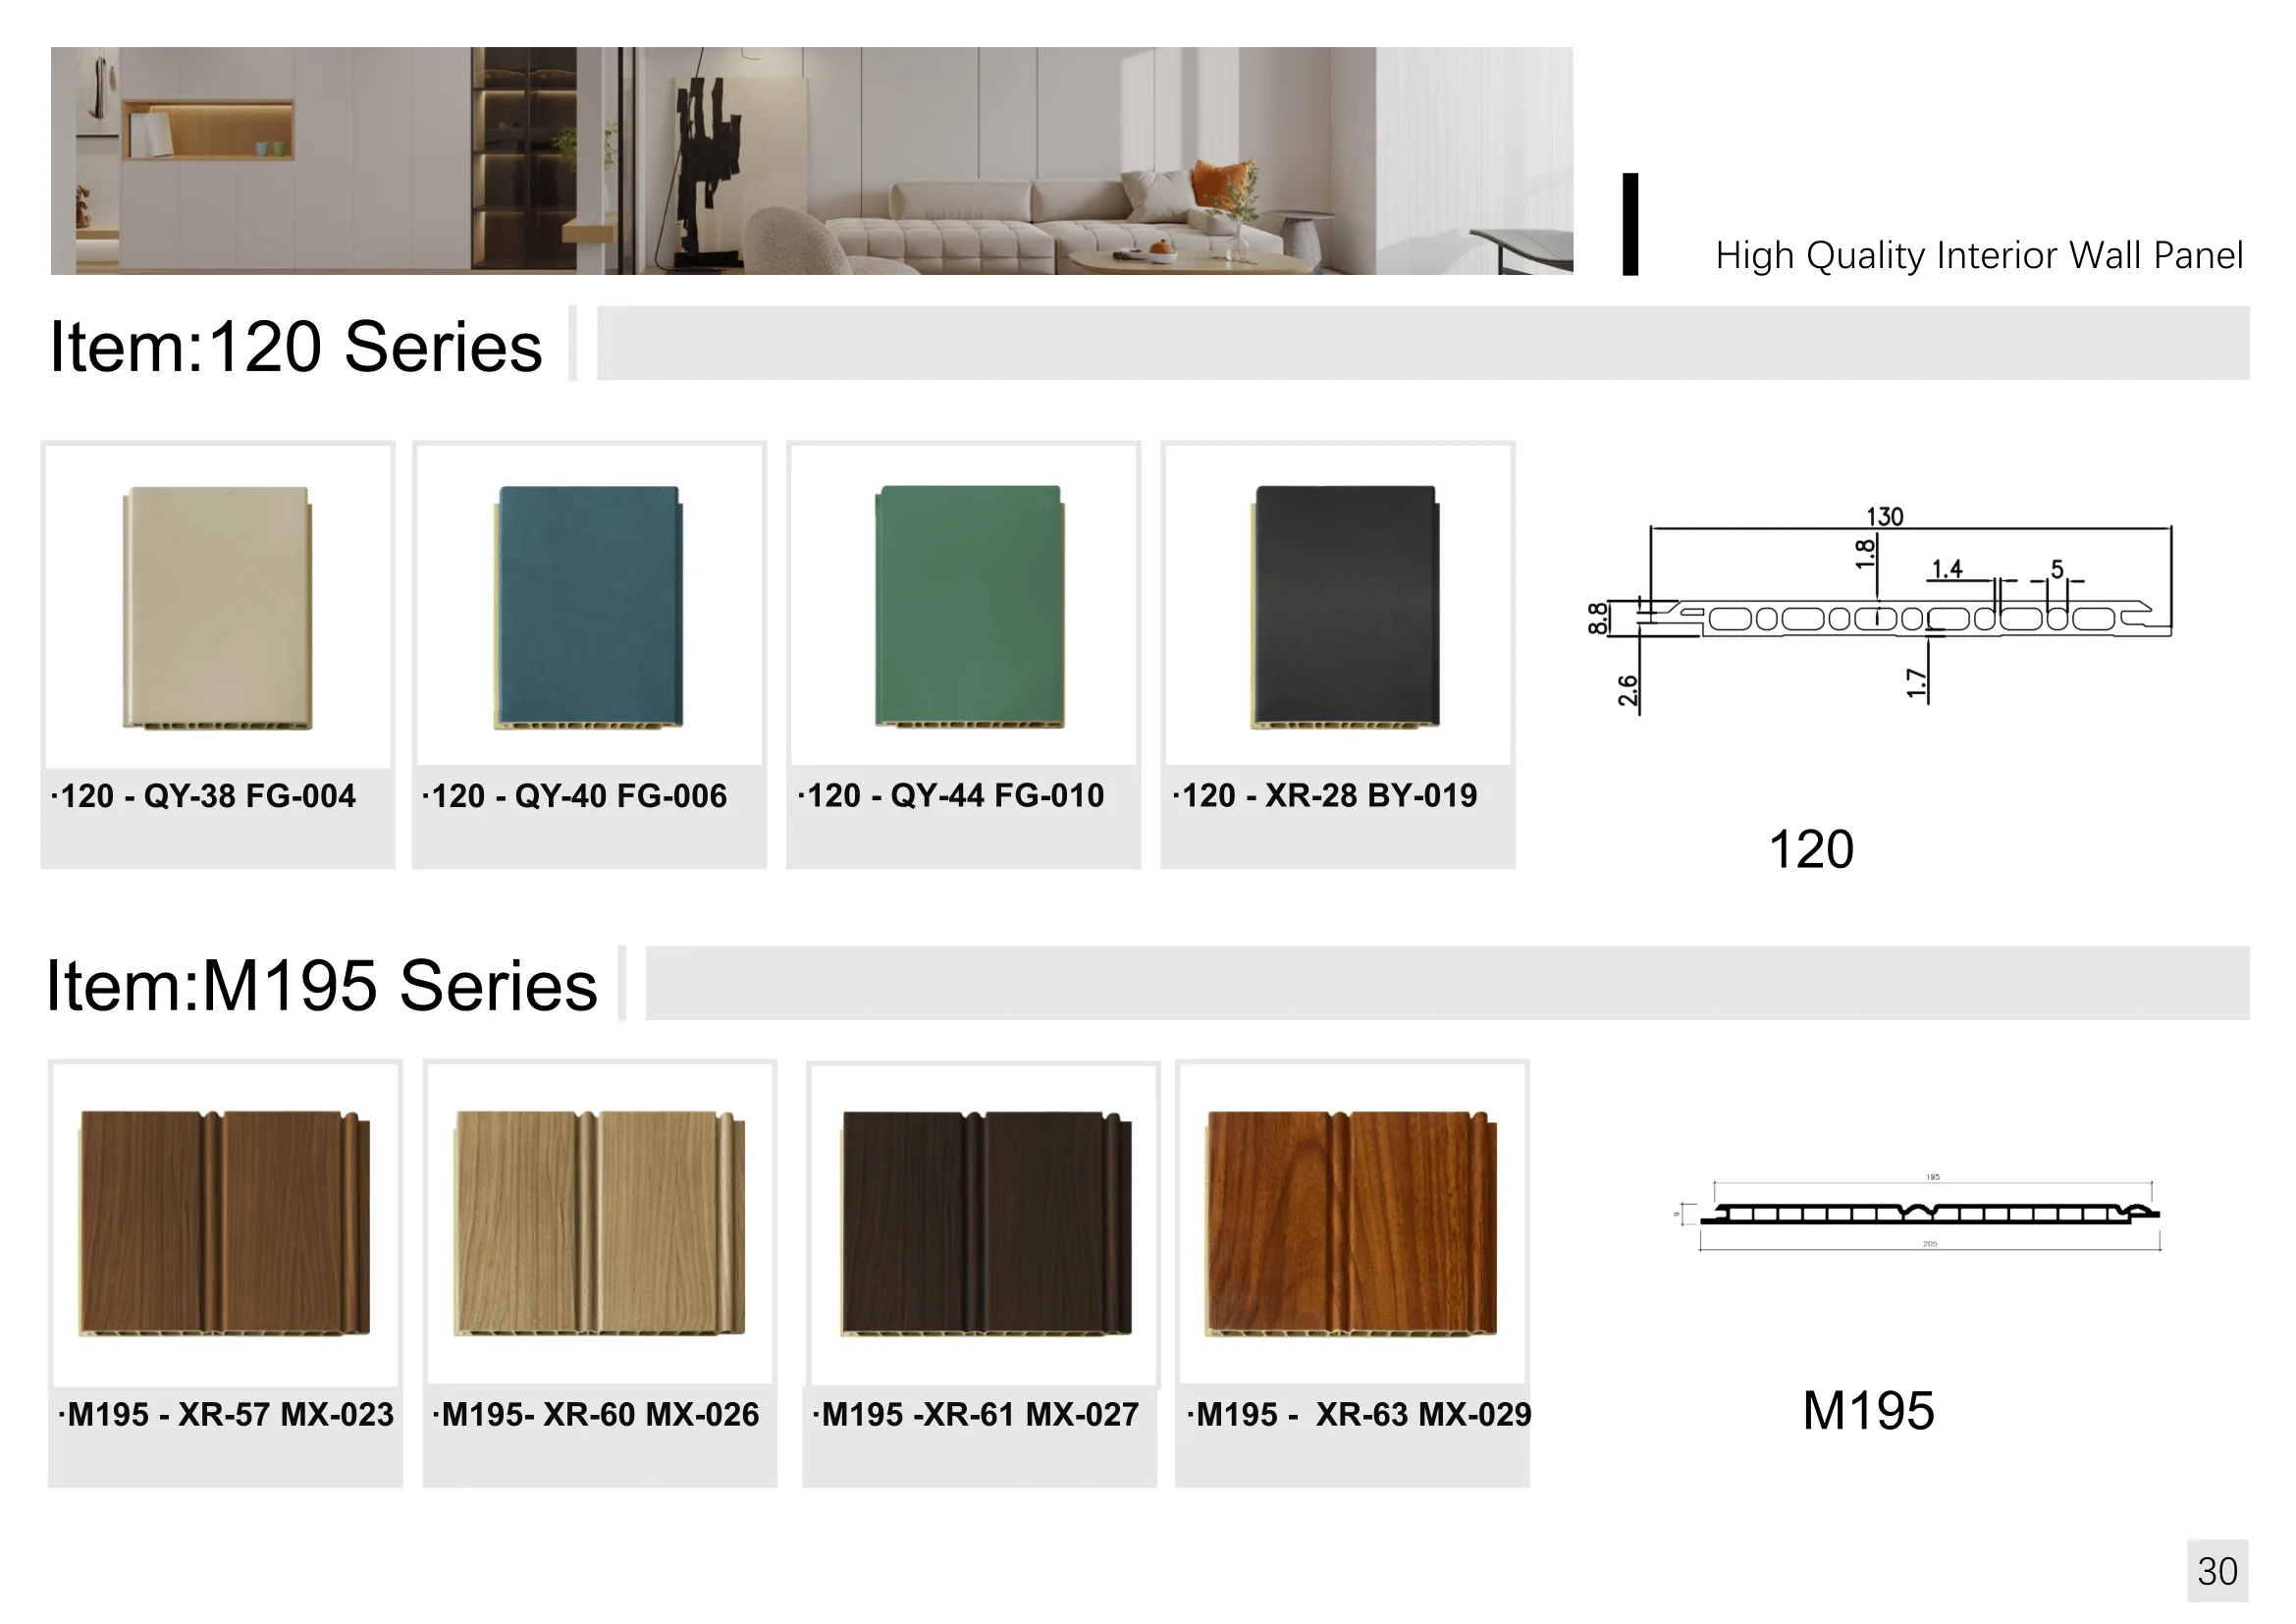 High Quality Interior Wall Panel
Item:120 Series
·120 - QY-38 FG-004
·120 - QY-40 FG-006
·120 - QY-44 FG-010
·120 - XR-28 BY-019
130
1.8
1.4
5
8.8
2.6
1.7
120
Item:M195 Series
·M195 - XR-57 MX-023
·M195- XR-60 MX-026
·M195 -XR-61 MX-027
·M195 - XR-63 MX-029
195
9
205
M195
30